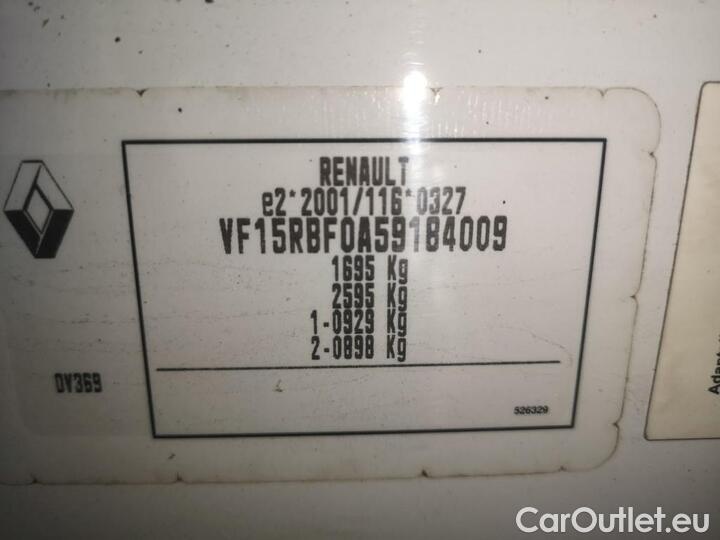 RENAULT
e2*2001/116*0327
VF15RBF0A59184009
1695 Kg
2595 Kg
1-0929 Kg
2-0898 Kg
DV369
526329
Adapt
CarOutlet.eu